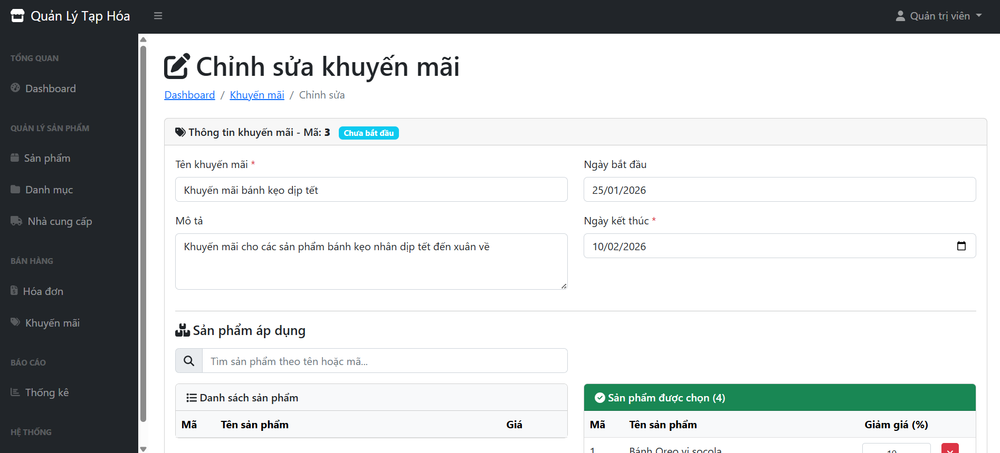 Quản Lý Tạp Hóa
Quản trị viên
TỔNG QUAN
Dashboard
QUẢN LÝ SẢN PHẨM
Sản phẩm
Danh mục
Nhà cung cấp
BÁN HÀNG
Hóa đơn
Khuyến mãi
BÁO CÁO
Thống kê
HỆ THỐNG
Chỉnh sửa khuyến mãi
Dashboard / Khuyến mãi / Chỉnh sửa
Thông tin khuyến mãi - Mã: 3 Chưa bắt đầu
Tên khuyến mãi *
Khuyến mãi bánh kẹo dịp tết
Ngày bắt đầu
25/01/2026
Mô tả
Khuyến mãi cho các sản phẩm bánh kẹo nhân dịp tết đến xuân về
Ngày kết thúc *
10/02/2026
Sản phẩm áp dụng
Tìm sản phẩm theo tên hoặc mã...
Danh sách sản phẩm
Mã Tên sản phẩm Giá
Sản phẩm được chọn (4)
Mã Tên sản phẩm Giảm giá (%)
1 Bánh Oreo vị socola 10